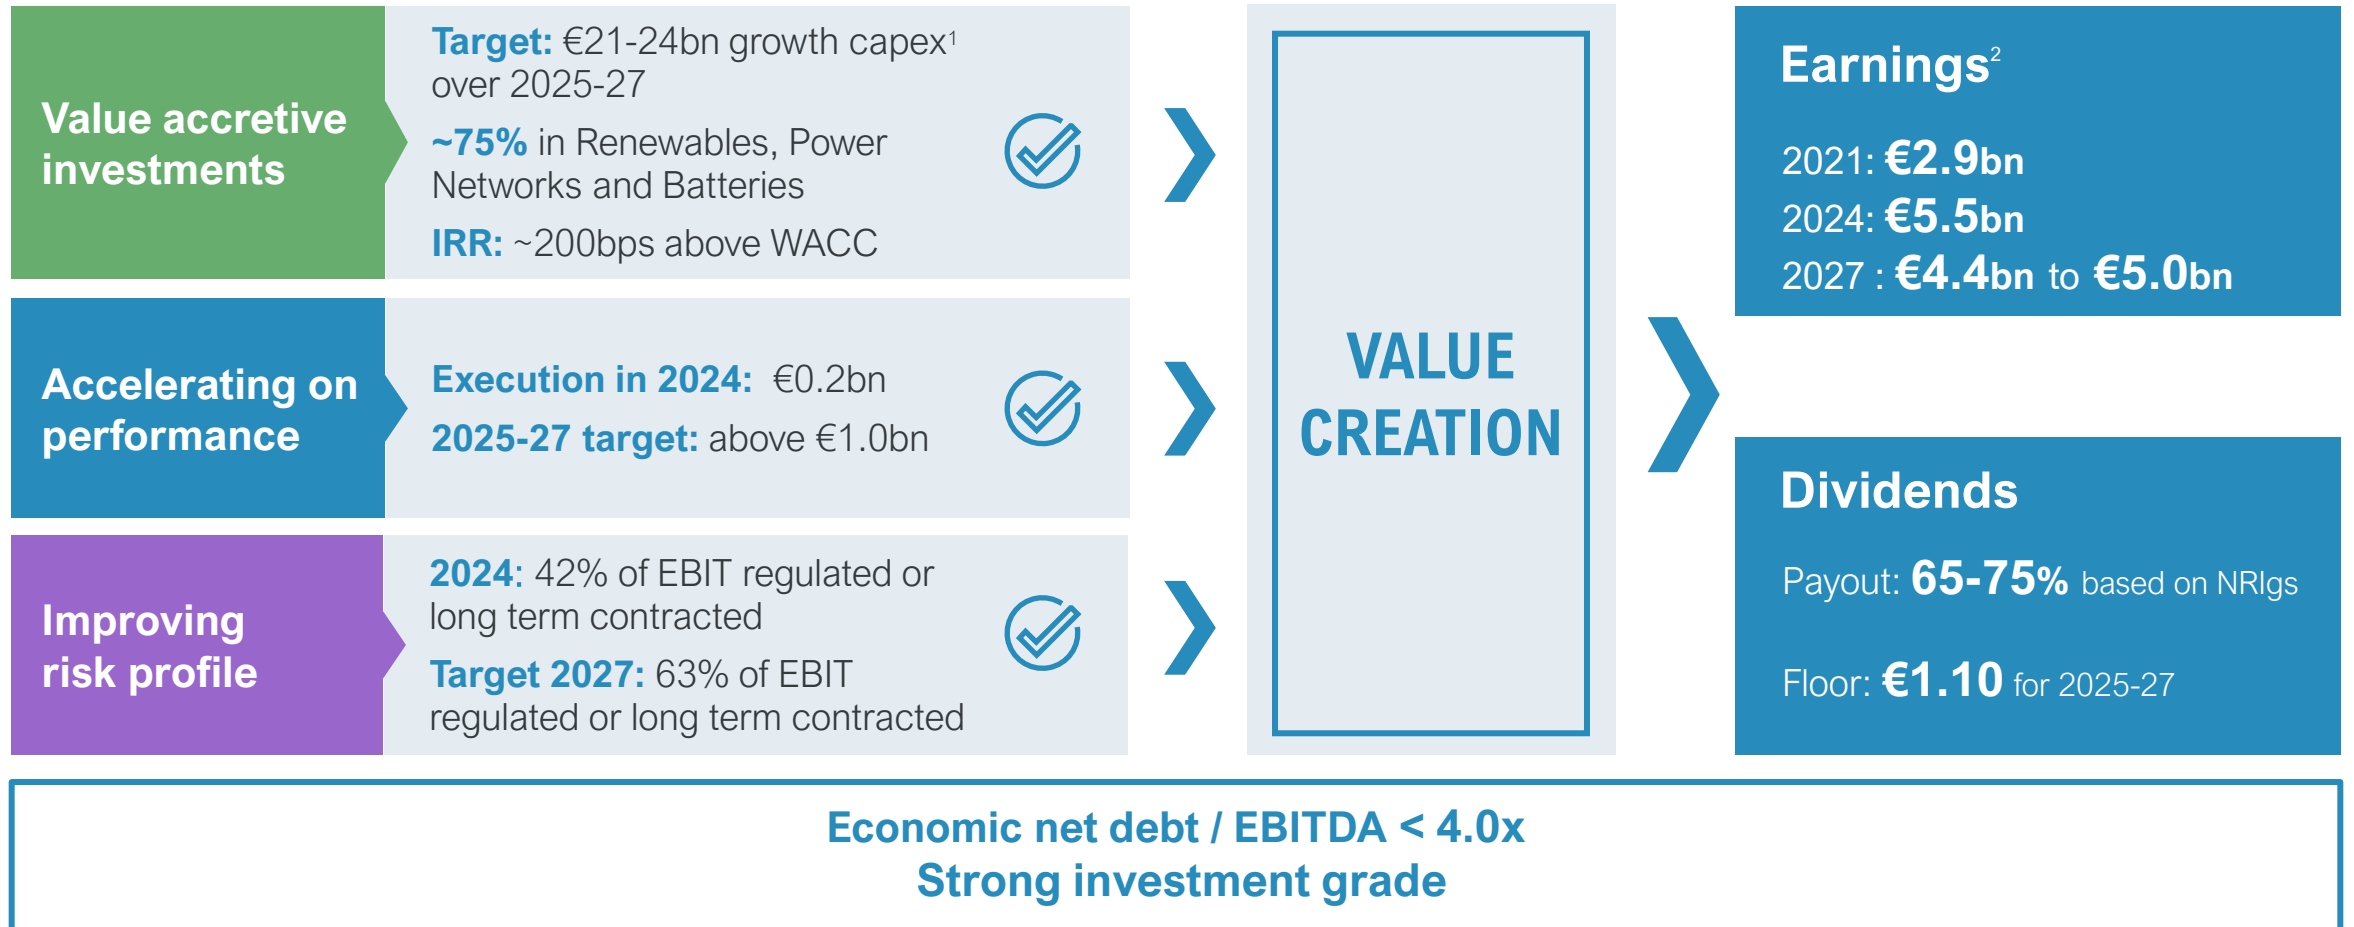 Value accretive
investments
Target: €21-24bn growth capex¹
over 2025-27
~75% in Renewables, Power
Networks and Batteries
IRR: ~200bps above WACC
Accelerating on
performance
Execution in 2024: €0.2bn
2025-27 target: above €1.0bn
Improving
risk profile
2024: 42% of EBIT regulated or
long term contracted
Target 2027: 63% of EBIT
regulated or long term contracted
VALUE
CREATION
Earnings²
2021: €2.9bn
2024: €5.5bn
2027 : €4.4bn to €5.0bn
Dividends
Payout: 65-75% based on NRIgs
Floor: €1.10 for 2025-27
Economic net debt / EBITDA < 4.0x
Strong investment grade